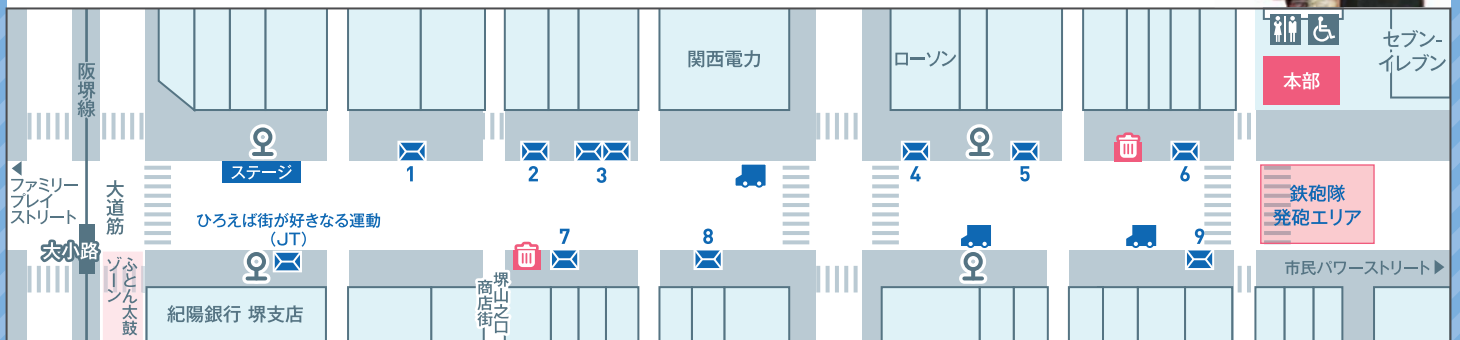 阪堺線
関西電力
ローソン
セブン-
イレブン
本部
ステージ
1
2
3
4
5
6
ファミリー
プレイ
ストリート
大道筋
鉄砲隊
発砲エリア
ひろえば街が好きなる運動
(JT)
大小路
7
8
9
ふとん太鼓
ゾーン
堺山之口
商店街
市民パワーストリート
紀陽銀行 堺支店